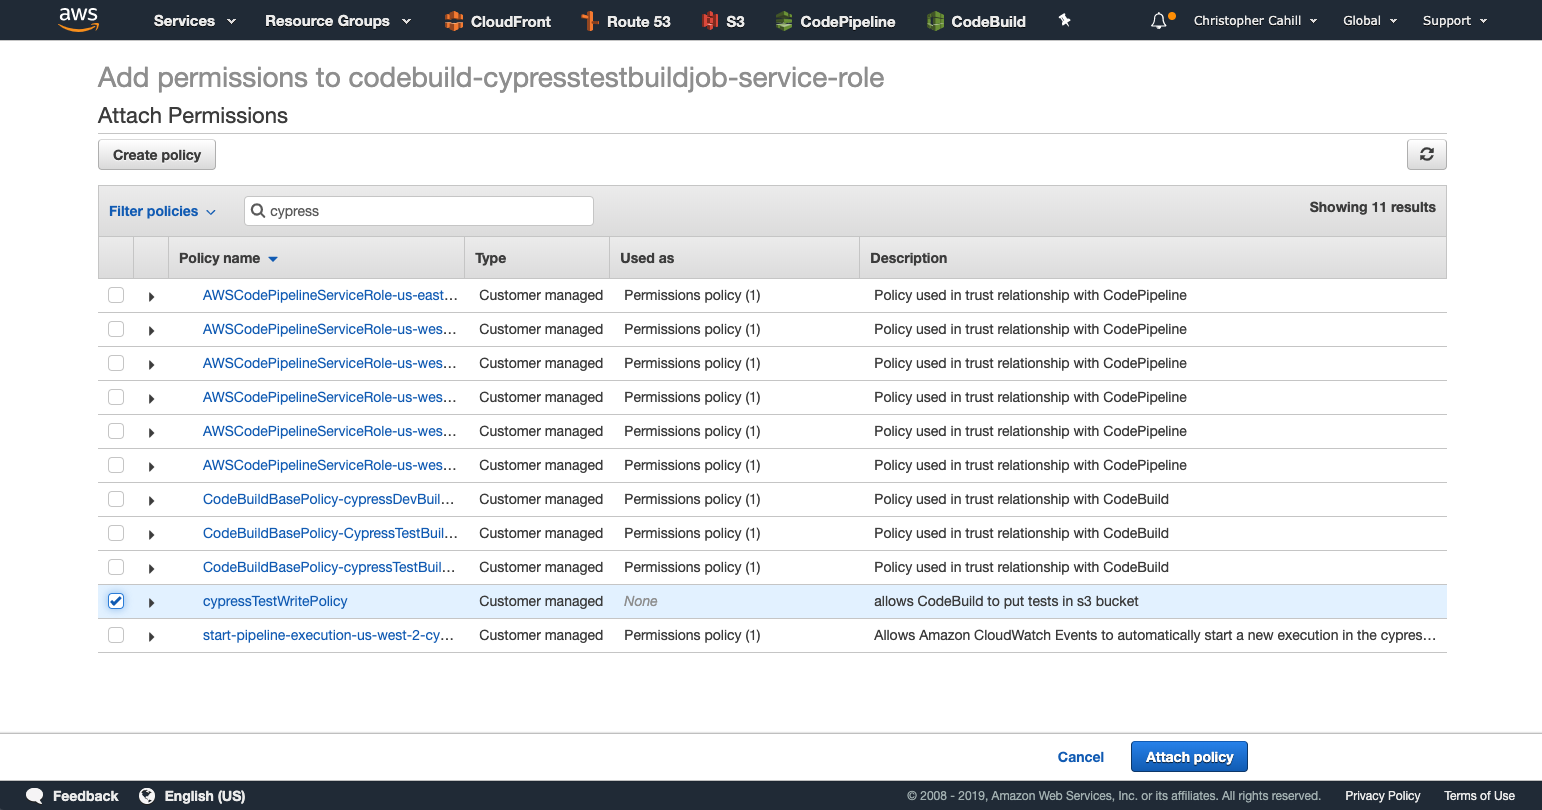 aws Services Resource Groups CloudFront Route 53 S3 CodePipeline CodeBuild Christopher Cahill Global Support
Add permissions to codebuild-cypresstestbuildjob-service-role
Attach Permissions
Create policy
Filter policies cypress Showing 11 results
Policy name Type Used as Description
AWSCodePipelineServiceRole-us-east... Customer managed Permissions policy (1) Policy used in trust relationship with CodePipeline
AWSCodePipelineServiceRole-us-wes... Customer managed Permissions policy (1) Policy used in trust relationship with CodePipeline
AWSCodePipelineServiceRole-us-wes... Customer managed Permissions policy (1) Policy used in trust relationship with CodePipeline
AWSCodePipelineServiceRole-us-wes... Customer managed Permissions policy (1) Policy used in trust relationship with CodePipeline
AWSCodePipelineServiceRole-us-wes... Customer managed Permissions policy (1) Policy used in trust relationship with CodePipeline
AWSCodePipelineServiceRole-us-wes... Customer managed Permissions policy (1) Policy used in trust relationship with CodePipeline
CodeBuildBasePolicy-cypressDevBuil... Customer managed Permissions policy (1) Policy used in trust relationship with CodeBuild
CodeBuildBasePolicy-CypressTestBuil... Customer managed Permissions policy (1) Policy used in trust relationship with CodeBuild
CodeBuildBasePolicy-cypressTestBuil... Customer managed Permissions policy (1) Policy used in trust relationship with CodeBuild
cypressTestWritePolicy Customer managed None allows CodeBuild to put tests in s3 bucket
start-pipeline-execution-us-west-2-cy... Customer managed Permissions policy (1) Allows Amazon CloudWatch Events to automatically start a new execution in the cypres...
Cancel Attach policy
Feedback English (US) © 2008 - 2019, Amazon Web Services, Inc. or its affiliates. All rights reserved. Privacy Policy Terms of Use